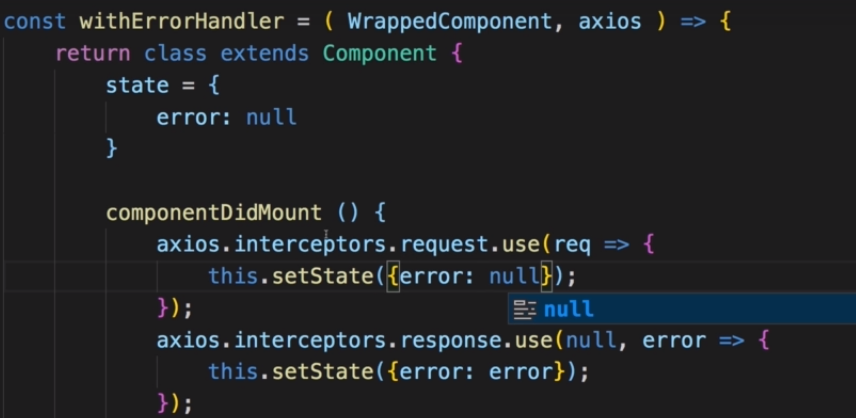 const withErrorHandler = ( WrappedComponent, axios ) => {
return class extends Component {
state = {
error: null
}
componentDidMount () {
axios.interceptors.request.use(req => {
this.setState({error: null});
null
});
axios.interceptors.response.use(null, error => {
this.setState({error: error});
});